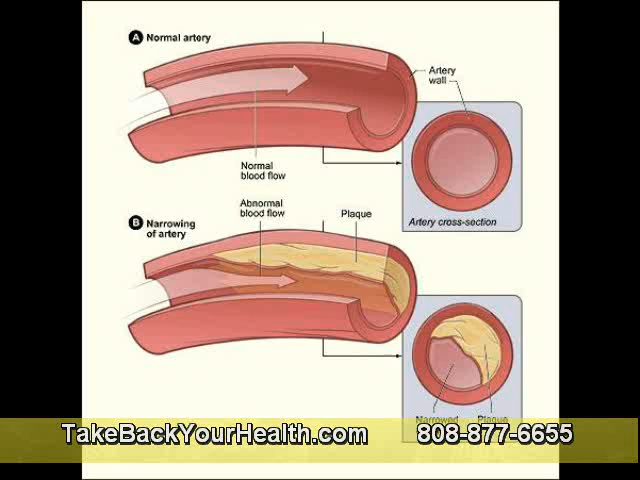 A Normal artery
Artery
wall
Normal
blood flow
Artery cross-section
Abnormal
blood flow
Plaque
B Narrowing
of artery
Narrowed
Plaque
TakeBackYourHealth.com 808-877-6655